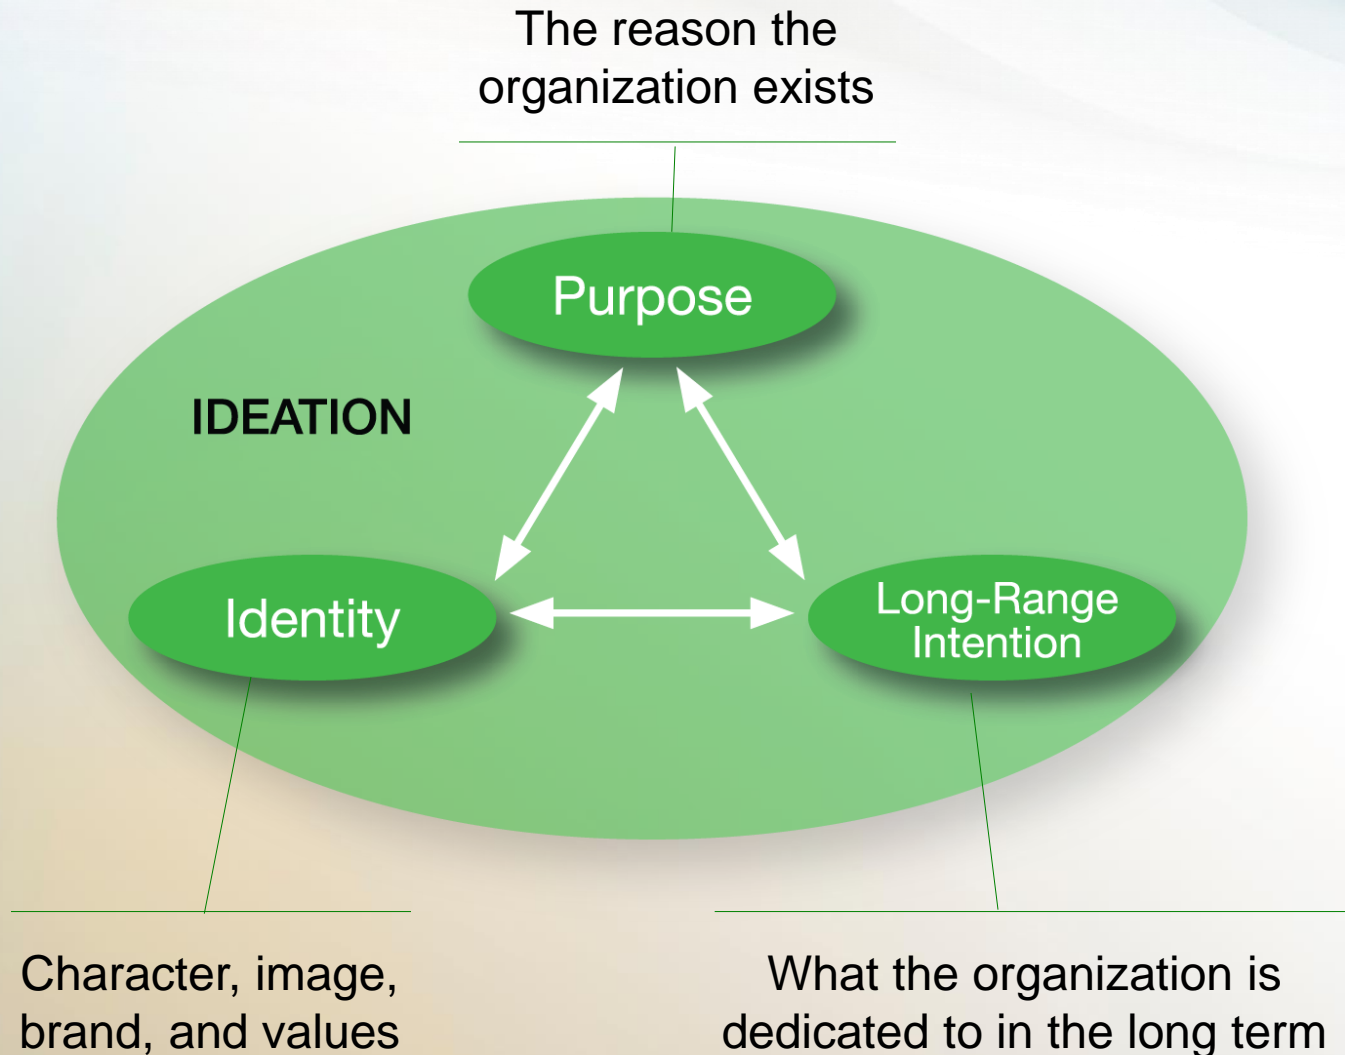 The reason the
organization exists
Purpose
IDEATION
Identity
Long-Range
Intention
Character, image,
brand, and values
What the organization is
dedicated to in the long term